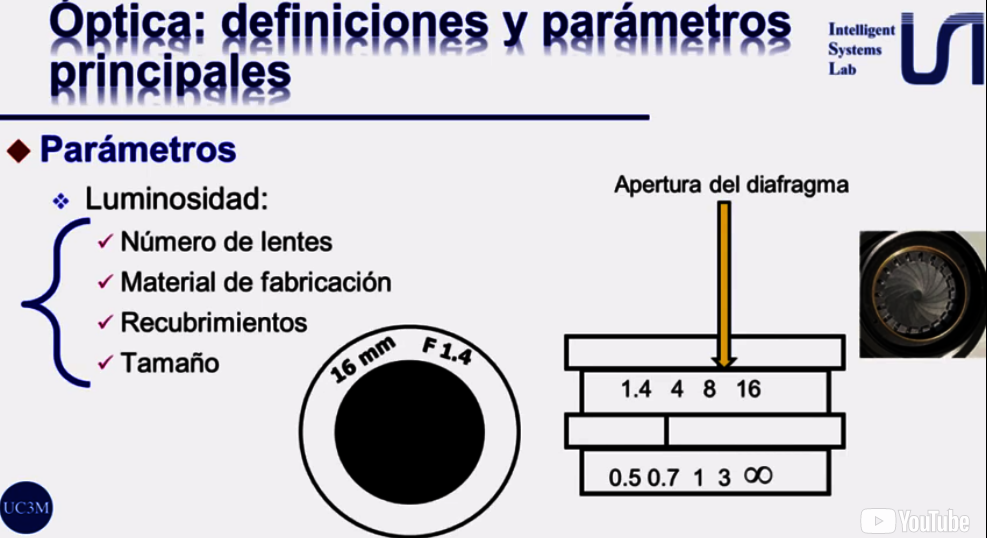 Óptica: definiciones y parámetros
principales
Intelligent
Systems
Lab
Parámetros
Luminosidad:
Número de lentes
Material de fabricación
Recubrimientos
Tamaño
16 mm F 1.4
Apertura del diafragma
1.4 4 8 16
0.5 0.7 1 3 ∞
UC3M
YouTube